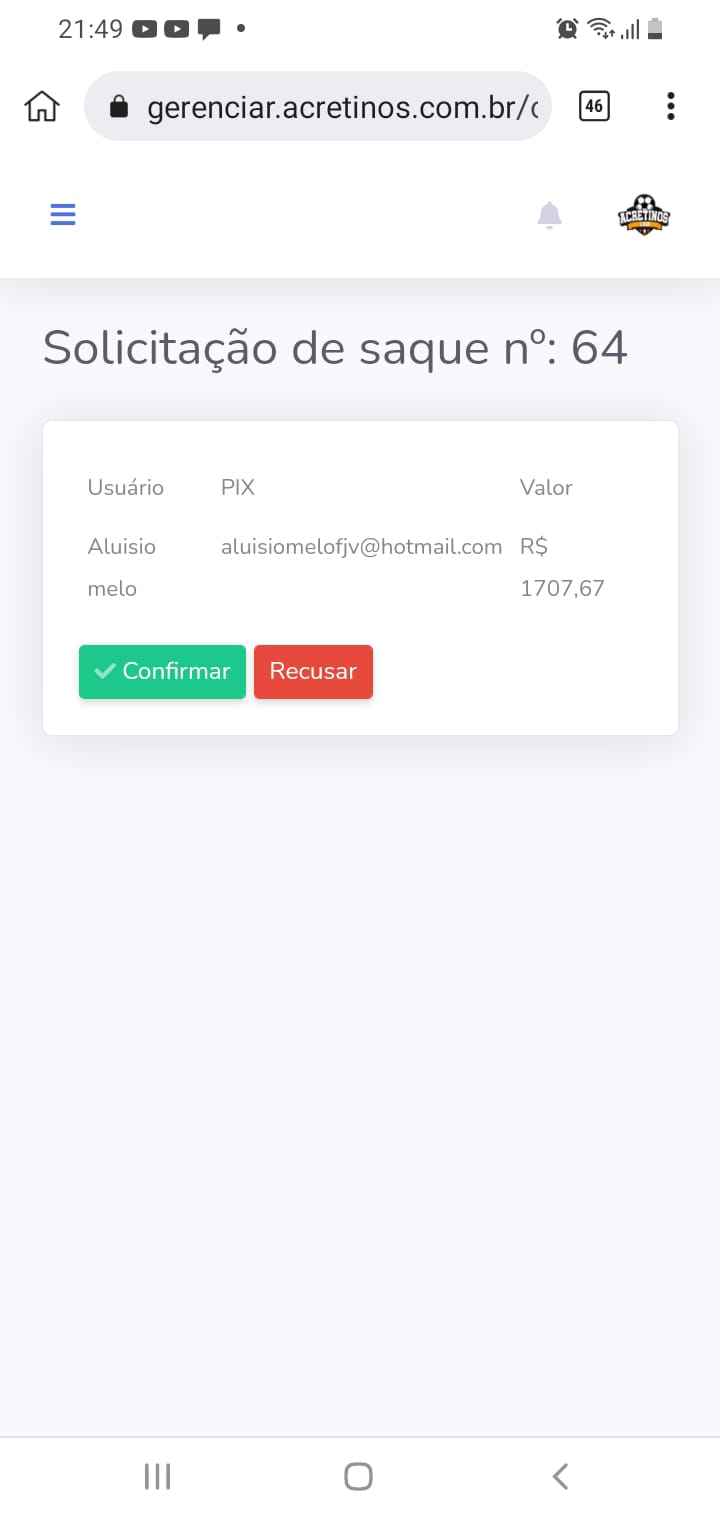 21:49
gerenciar.acretinos.com.br/c
46
ACRETINOS
Solicitação de saque nº: 64
Usuário PIX Valor
Aluisio aluisiomelofjv@hotmail.com R$
melo 1707,67
Confirmar Recusar